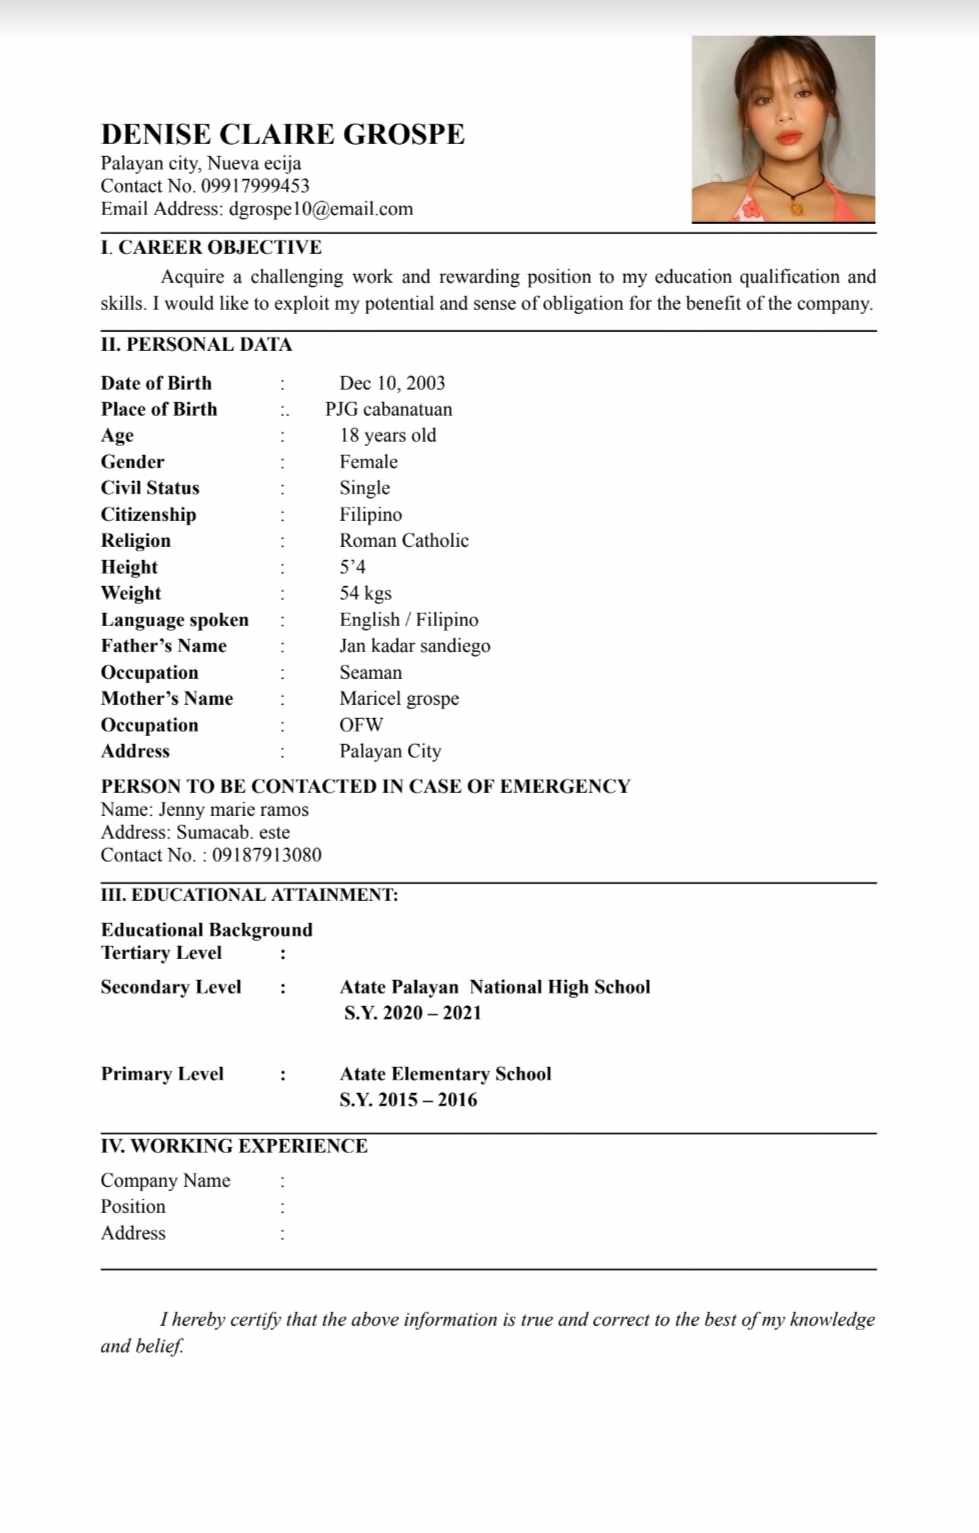 DENISE CLAIRE GROSPE
Palayan city, Nueva ecija
Contact No. 09917999453
Email Address: dgrospe10@email.com
I. CAREER OBJECTIVE
Acquire a challenging work and rewarding position to my education qualification and
skills. I would like to exploit my potential and sense of obligation for the benefit of the company.
II. PERSONAL DATA
Date of Birth : Dec 10, 2003
Place of Birth :. PJG cabanatuan
Age : 18 years old
Gender : Female
Civil Status : Single
Citizenship : Filipino
Religion : Roman Catholic
Height : 5’4
Weight : 54 kgs
Language spoken : English / Filipino
Father’s Name : Jan kadar sandiego
Occupation : Seaman
Mother’s Name : Maricel grospe
Occupation : OFW
Address : Palayan City
PERSON TO BE CONTACTED IN CASE OF EMERGENCY
Name: Jenny marie ramos
Address: Sumacab. este
Contact No. : 09187913080
III. EDUCATIONAL ATTAINMENT:
Educational Background
Tertiary Level :
Secondary Level : Atate Palayan National High School
S.Y. 2020 – 2021
Primary Level : Atate Elementary School
S.Y. 2015 – 2016
IV. WORKING EXPERIENCE
Company Name :
Position :
Address :
I hereby certify that the above information is true and correct to the best of my knowledge
and belief.